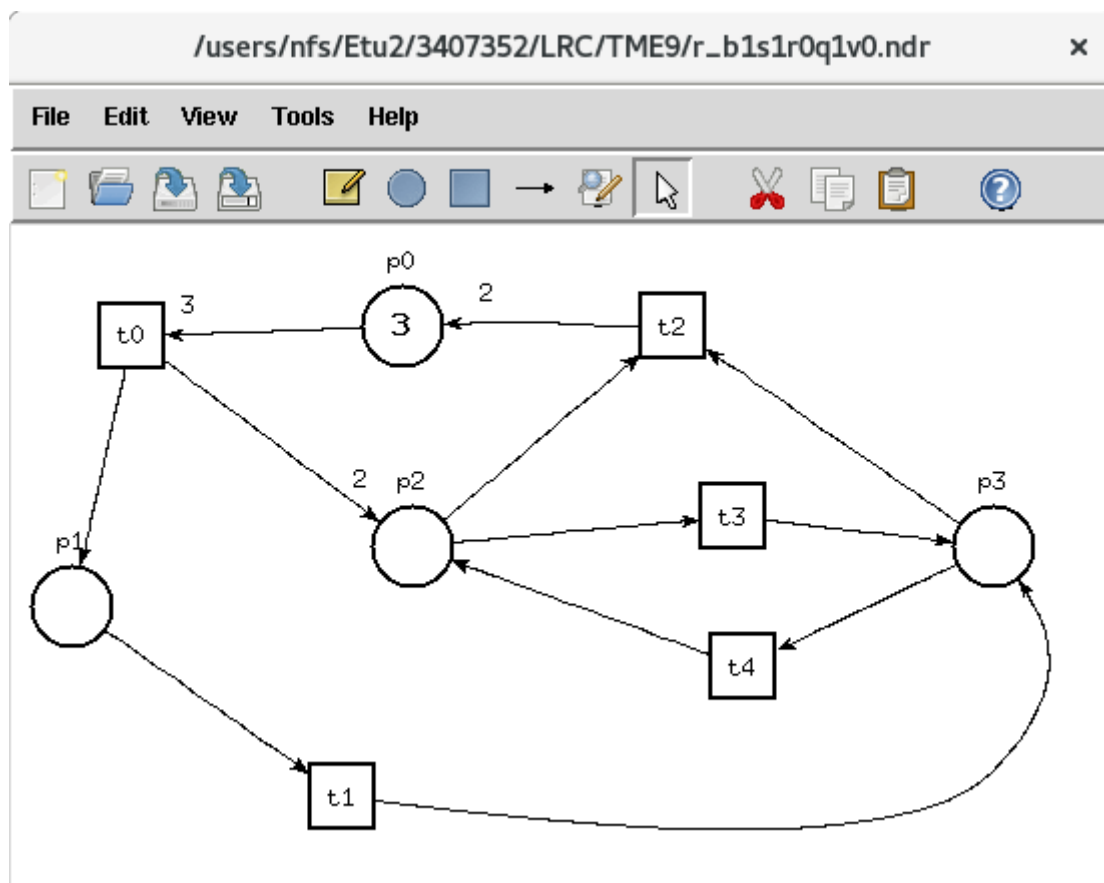 /users/nfs/Etu2/3407352/LRC/TME9/r_b1s1r0q1v0.ndr
File Edit View Tools Help
p0
3
2
t0
3
t2
2
p2
p3
t3
p1
t4
t1